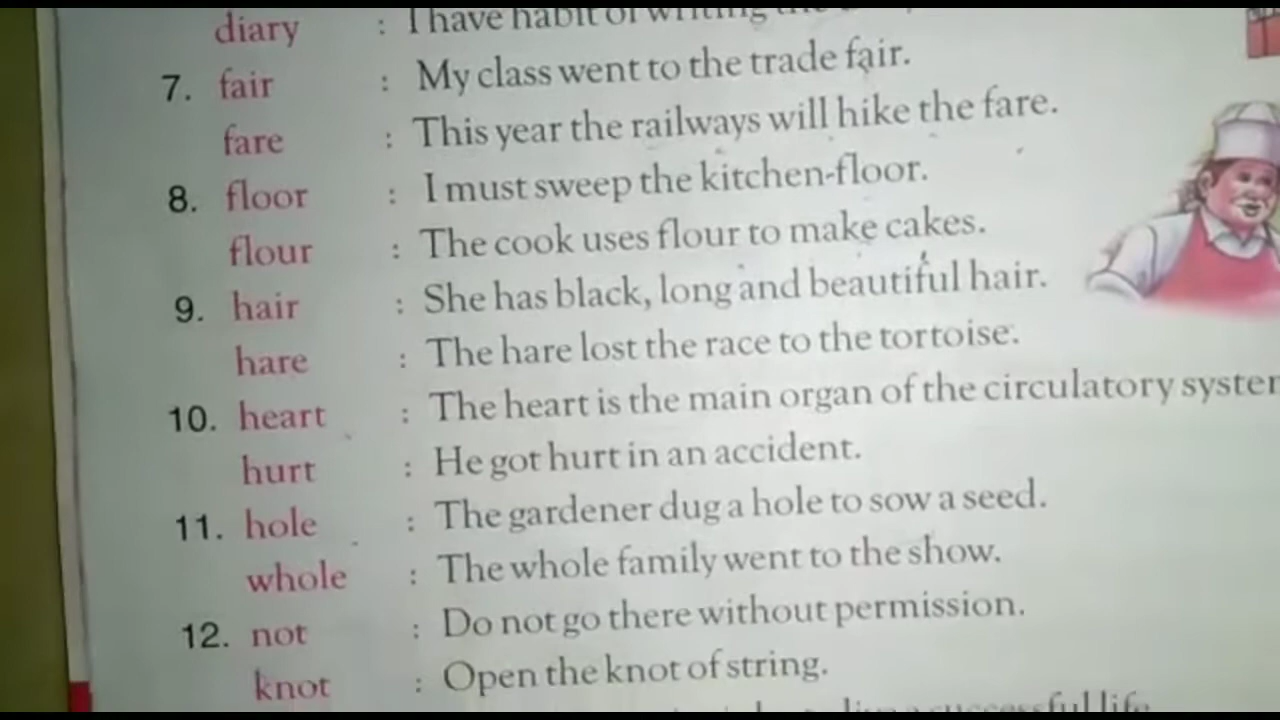 diary : I have habit of writing the
7. fair : My class went to the trade fair.
fare : This year the railways will hike the fare.
8. floor : I must sweep the kitchen-floor.
flour : The cook uses flour to make cakes.
9. hair : She has black, long and beautiful hair.
hare : The hare lost the race to the tortoise.
10. heart : The heart is the main organ of the circulatory syster
hurt : He got hurt in an accident.
11. hole : The gardener dug a hole to sow a seed.
whole : The whole family went to the show.
12. not : Do not go there without permission.
knot : Open the knot of string.
successful life